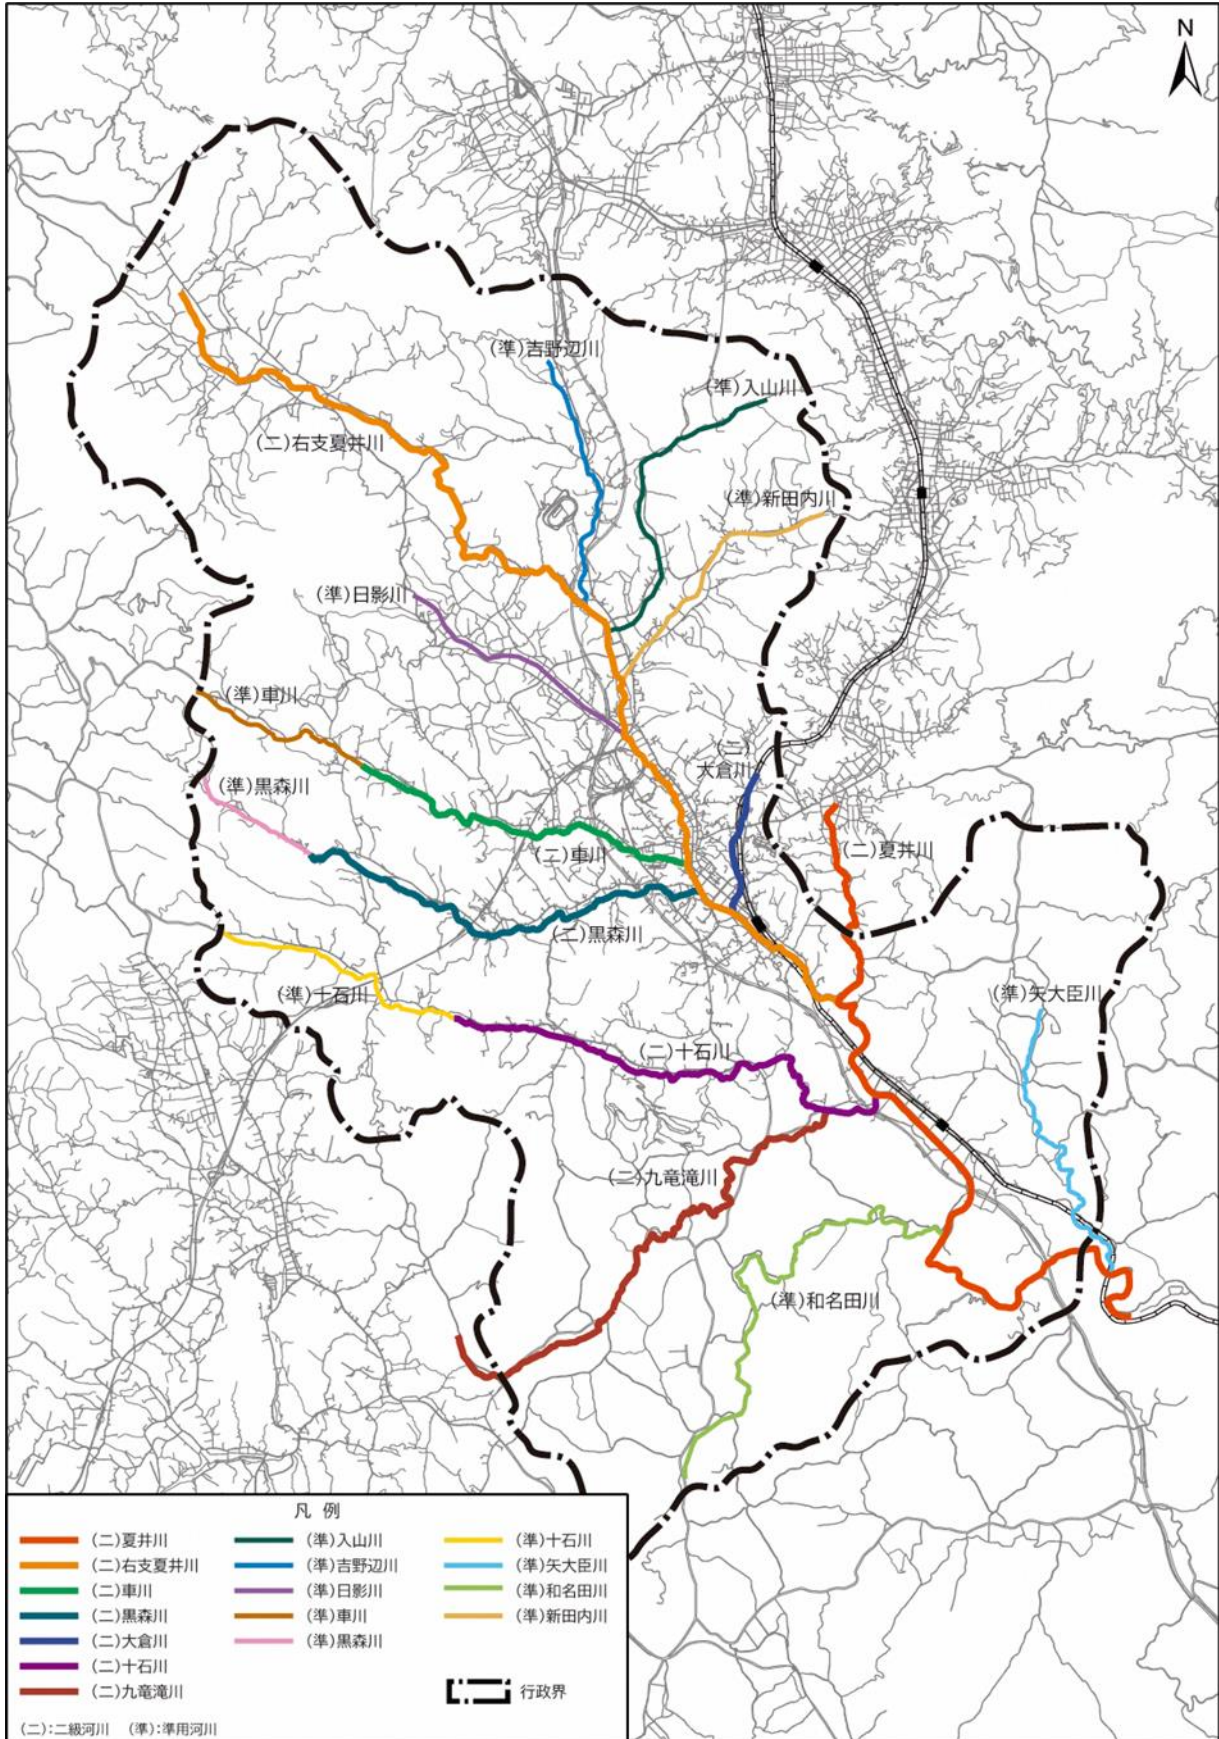 N
(準)吉野辺川
(準)入山川
(二)右支夏井川
(準)新田内川
(準)日影川
(準)車川
(二)
大倉川
(準)黒森川
(二)車川
(二)夏井川
(二)黒森川
(準)十石川
(準)矢大臣川
(二)十石川
(二)九竜滝川
(準)和名田川
凡 例
(二)夏井川 (準)入山川 (準)十石川
(二)右支夏井川 (準)吉野辺川 (準)矢大臣川
(二)車川 (準)日影川 (準)和名田川
(二)黒森川 (準)車川 (準)新田内川
(二)大倉川 (準)黒森川
(二)十石川
(二)九竜滝川 行政界
(二):二級河川 (準):準用河川